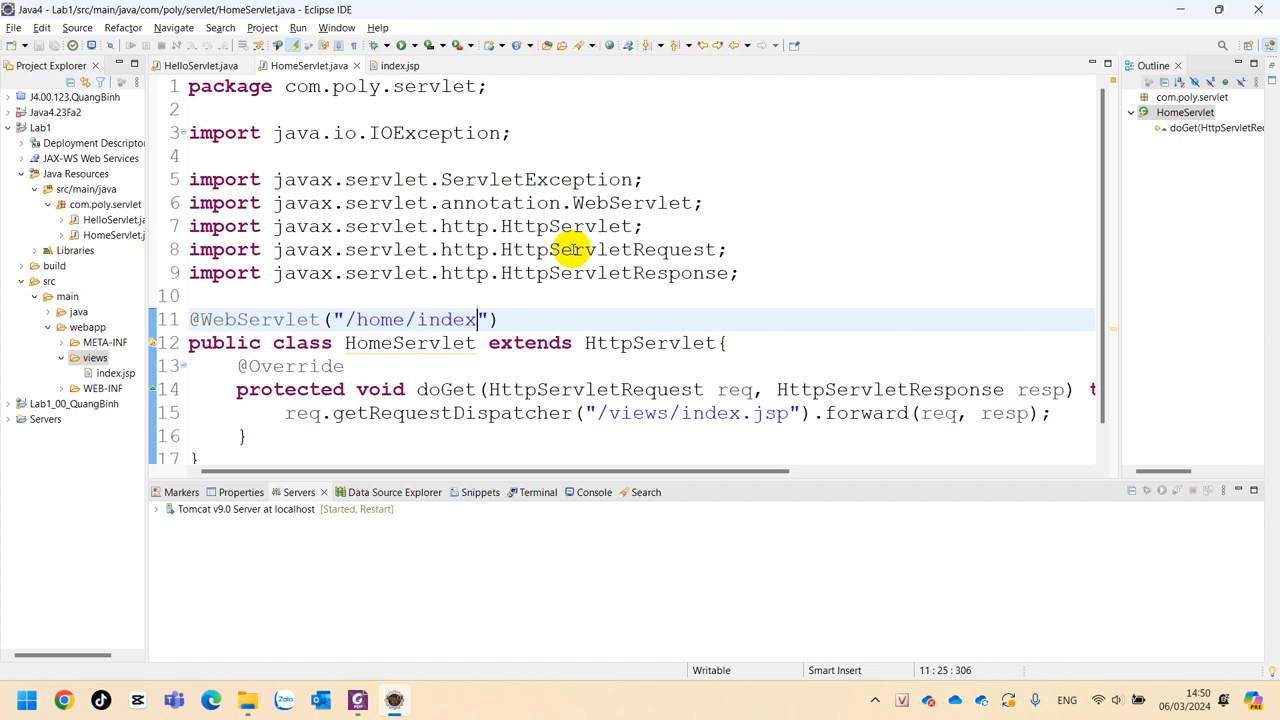 Java4 - Lab1/src/main/java/com/poly/servlet/HomeServlet.java - Eclipse IDE
File Edit Source Refactor Navigate Search Project Run Window Help
Project Explorer
J4.00.123.QuangBinh
Java4.23Fa2
Lab1
Deployment Descriptor
JAX-WS Web Services
Java Resources
src/main/java
com.poly.servlet
HelloServlet.ja
HomeServlet.j
Libraries
build
src
main
java
webapp
META-INF
views
index.jsp
WEB-INF
Lab1_00_QuangBinh
Servers
HelloServlet.java HomeServlet.java index.jsp
1 package com.poly.servlet;
2
3 import java.io.IOException;
4
5 import javax.servlet.ServletException;
6 import javax.servlet.annotation.WebServlet;
7 import javax.servlet.http.HttpServlet;
8 import javax.servlet.http.HttpServletRequest;
9 import javax.servlet.http.HttpServletResponse;
10
11 @WebServlet("/home/index")
12 public class HomeServlet extends HttpServlet{
13 @Override
14 protected void doGet(HttpServletRequest req, HttpServletResponse resp) t
15 req.getRequestDispatcher("/views/index.jsp").forward(req, resp);
16 }
17 }
Outline
com.poly.servlet
HomeServlet
doGet(HttpServletRec
Markers Properties Servers Data Source Explorer Snippets Terminal Console Search
Tomcat v9.0 Server at localhost [Started, Restart]
Writable Smart Insert 11 : 25 : 306
Zalo
ENG
14:50
06/03/2024